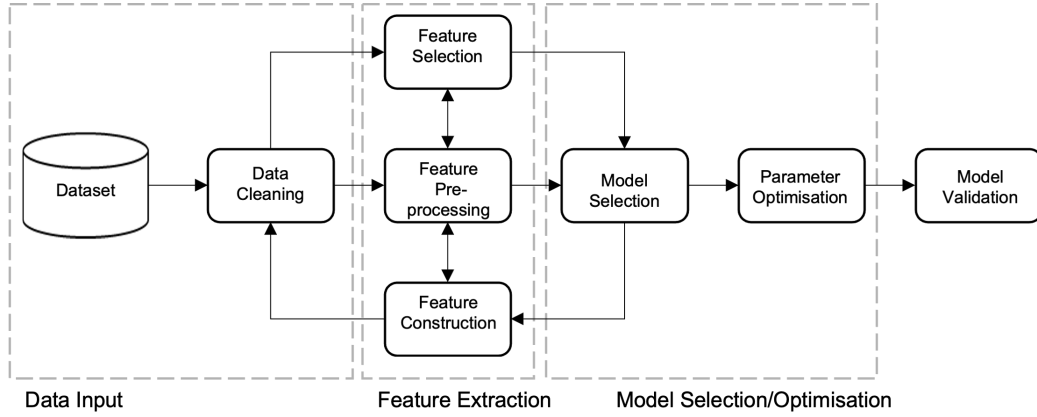 Feature
Selection
Dataset
Data
Cleaning
Feature
Pre-
processing
Model
Selection
Parameter
Optimisation
Model
Validation
Feature
Construction
Data Input
Feature Extraction
Model Selection/Optimisation